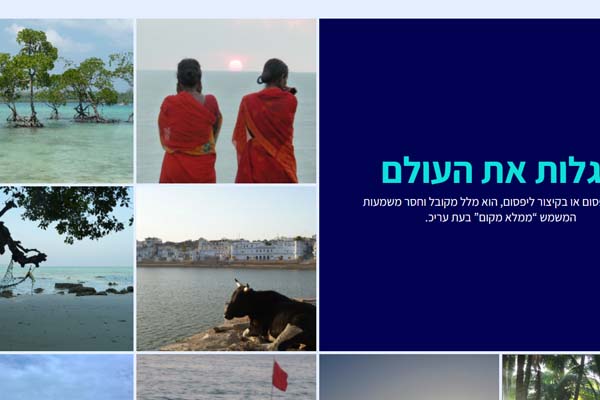 גלות את העולם
פסום או בקיצור ליפסום, הוא מלל מקובל וחסר משמעות
המשמש “ממלא מקום” בעת עריכ.